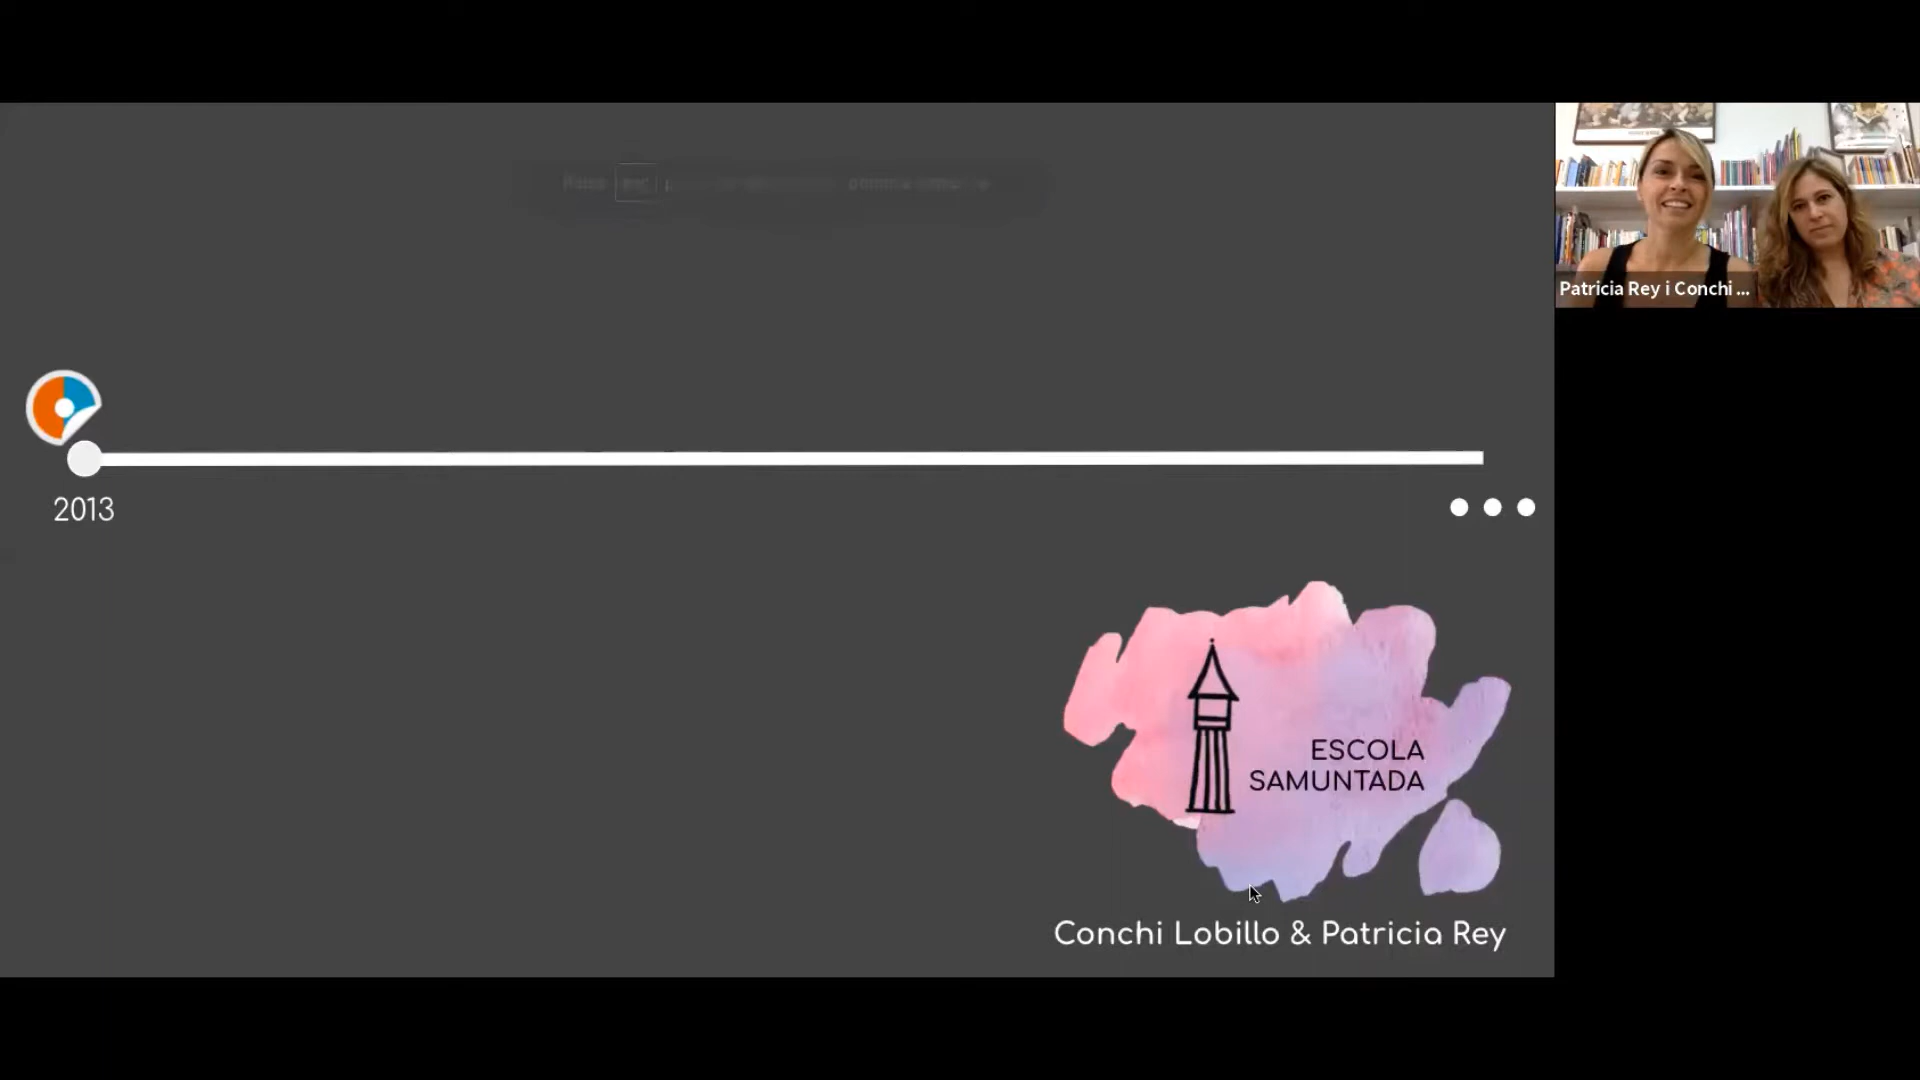 Patricia Rey i Conchi ...
2013
ESCOLA
SAMUNTADA
Conchi Lobillo & Patricia Rey